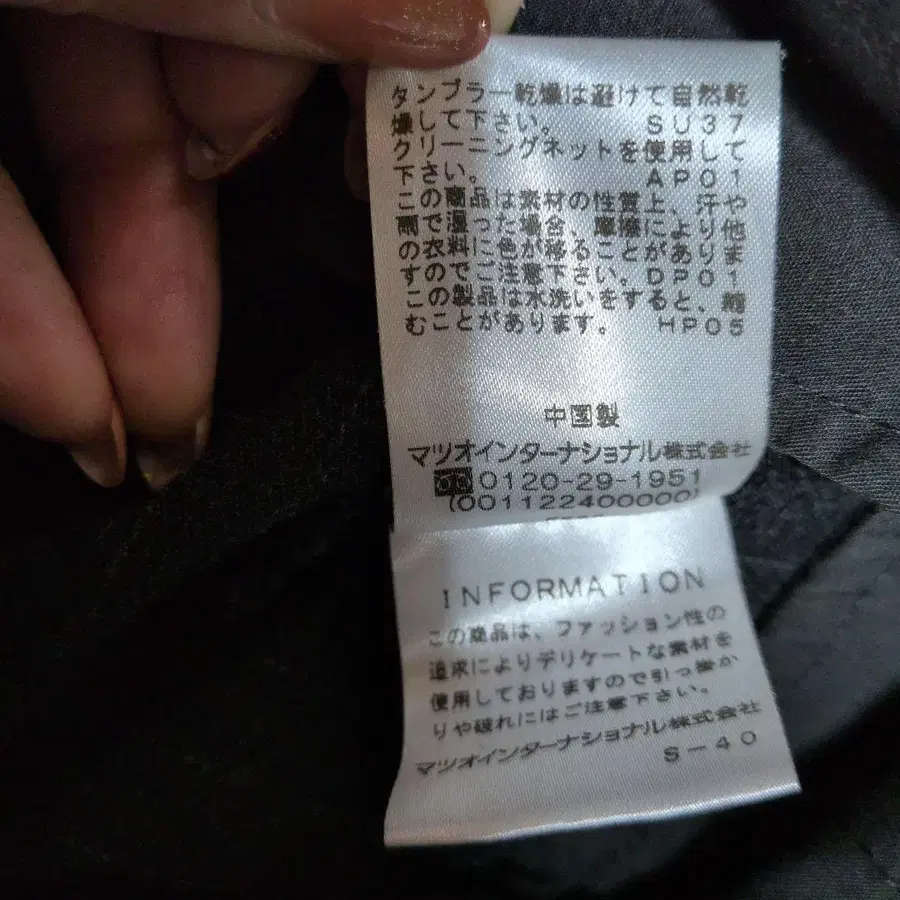 タンブラー乾燥は避けて自然乾
燥して下さい。 SU37
クリーニングネットを使用して
下さい。 AP01
この商品は素材の性質上、汗や
雨で湿った場合、摩擦により他
の衣料に色が移ることがありま
すのでご注意下さい。DP01
この製品は水洗いをすると、縮
むことがあります。 HP05
中国製
マツオインターナショナル株式会社
0120-29-1951
(001122400000)
INFORMATION
この商品は、ファッション性の
追求によりデリケートな素材を
使用しておりますので引っ掛か
りや破れにはご注意下さい。
マツオインターナショナル株式会社
S-40